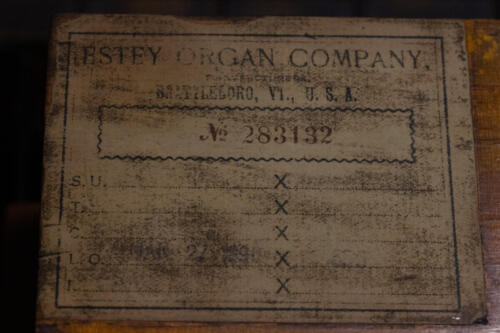 ESTEY ORGAN COMPANY,
BRATTLEBORO, VT., U. S. A.
№ 283132
S. U. X
T. X
X
I. O. X
I. X